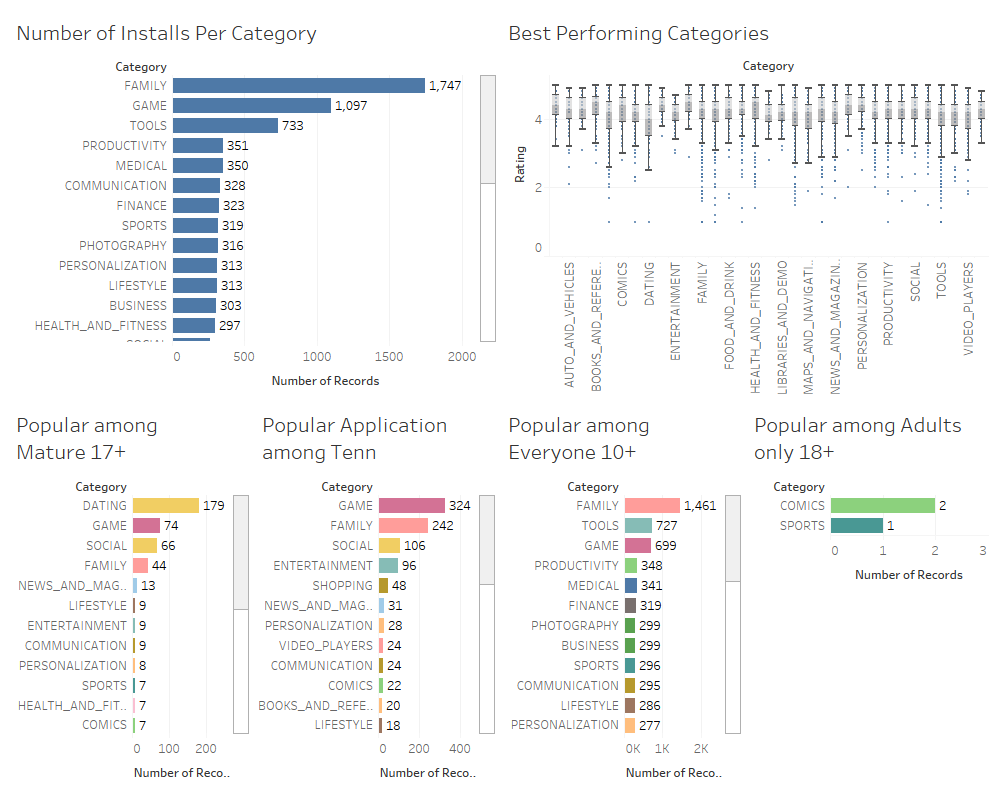 Number of Installs Per Category
Category
FAMILY 1,747
GAME 1,097
TOOLS 733
PRODUCTIVITY 351
MEDICAL 350
COMMUNICATION 328
FINANCE 323
SPORTS 319
PHOTOGRAPHY 316
PERSONALIZATION 313
LIFESTYLE 313
BUSINESS 303
HEALTH_AND_FITNESS 297
0 500 1000 1500 2000
Number of Records
Best Performing Categories
Category
Rating
4
2
0
AUTO_AND_VEHICLES
BOOKS_AND_REFERE..
COMICS
DATING
ENTERTAINMENT
FAMILY
FOOD_AND_DRINK
HEALTH_AND_FITNESS
LIBRARIES_AND_DEMO
MAPS_AND_NAVIGATI..
NEWS_AND_MAGAZIN..
PERSONALIZATION
PRODUCTIVITY
SOCIAL
TOOLS
VIDEO_PLAYERS
Popular among
Mature 17+
Category
DATING 179
GAME 74
SOCIAL 66
FAMILY 44
NEWS_AND_MAG.. 13
LIFESTYLE 9
ENTERTAINMENT 9
COMMUNICATION 9
PERSONALIZATION 8
SPORTS 7
HEALTH_AND_FIT.. 7
COMICS 7
0 100 200
Number of Reco..
Popular Application
among Tenn
Category
GAME 324
FAMILY 242
SOCIAL 106
ENTERTAINMENT 96
SHOPPING 48
NEWS_AND_MAG.. 31
PERSONALIZATION 28
VIDEO_PLAYERS 24
COMMUNICATION 24
COMICS 22
BOOKS_AND_REFE.. 20
LIFESTYLE 18
0 200 400
Number of Reco..
Popular among
Everyone 10+
Category
FAMILY 1,461
TOOLS 727
GAME 699
PRODUCTIVITY 348
MEDICAL 341
FINANCE 319
PHOTOGRAPHY 299
BUSINESS 299
SPORTS 296
COMMUNICATION 295
LIFESTYLE 286
PERSONALIZATION 277
0K 1K 2K
Number of Reco..
Popular among Adults
only 18+
Category
COMICS 2
SPORTS 1
0 1 2 3
Number of Records